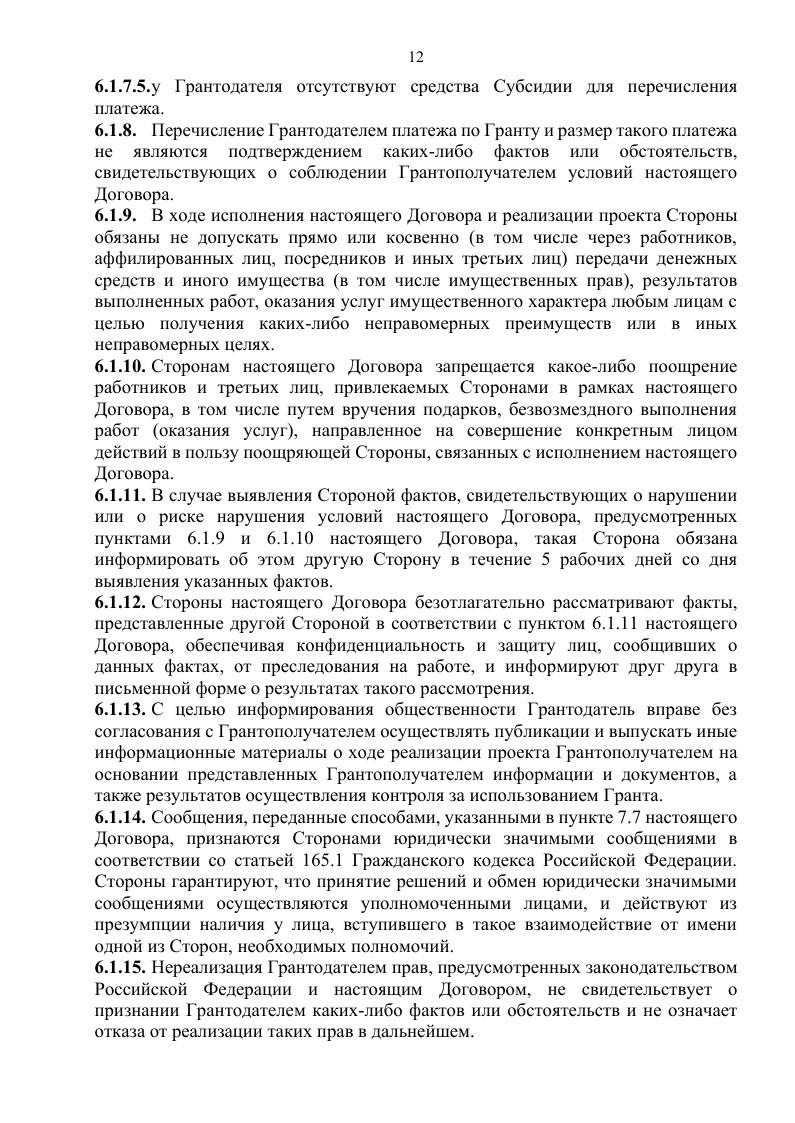 12
6.1.7.5.у Грантодателя отсутствуют средства Субсидии для перечисления
платежа.
6.1.8. Перечисление Грантодателем платежа по Гранту и размер такого платежа
не являются подтверждением каких-либо фактов или обстоятельств,
свидетельствующих о соблюдении Грантополучателем условий настоящего
Договора.
6.1.9. В ходе исполнения настоящего Договора и реализации проекта Стороны
обязаны не допускать прямо или косвенно (в том числе через работников,
аффилированных лиц, посредников и иных третьих лиц) передачи денежных
средств и иного имущества (в том числе имущественных прав), результатов
выполненных работ, оказания услуг имущественного характера любым лицам с
целью получения каких-либо неправомерных преимуществ или в иных
неправомерных целях.
6.1.10. Сторонам настоящего Договора запрещается какое-либо поощрение
работников и третьих лиц, привлекаемых Сторонами в рамках настоящего
Договора, в том числе путем вручения подарков, безвозмездного выполнения
работ (оказания услуг), направленное на совершение конкретным лицом
действий в пользу поощряющей Стороны, связанных с исполнением настоящего
Договора.
6.1.11. В случае выявления Стороной фактов, свидетельствующих о нарушении
или о риске нарушения условий настоящего Договора, предусмотренных
пунктами 6.1.9 и 6.1.10 настоящего Договора, такая Сторона обязана
информировать об этом другую Сторону в течение 5 рабочих дней со дня
выявления указанных фактов.
6.1.12. Стороны настоящего Договора безотлагательно рассматривают факты,
представленные другой Стороной в соответствии с пунктом 6.1.11 настоящего
Договора, обеспечивая конфиденциальность и защиту лиц, сообщивших о
данных фактах, от преследования на работе, и информируют друг друга в
письменной форме о результатах такого рассмотрения.
6.1.13. С целью информирования общественности Грантодатель вправе без
согласования с Грантополучателем осуществлять публикации и выпускать иные
информационные материалы о ходе реализации проекта Грантополучателем на
основании представленных Грантополучателем информации и документов, а
также результатов осуществления контроля за использованием Гранта.
6.1.14. Сообщения, переданные способами, указанными в пункте 7.7 настоящего
Договора, признаются Сторонами юридически значимыми сообщениями в
соответствии со статьей 165.1 Гражданского кодекса Российской Федерации.
Стороны гарантируют, что принятие решений и обмен юридически значимыми
сообщениями осуществляются уполномоченными лицами, и действуют из
презумпции наличия у лица, вступившего в такое взаимодействие от имени
одной из Сторон, необходимых полномочий.
6.1.15. Нереализация Грантодателем прав, предусмотренных законодательством
Российской Федерации и настоящим Договором, не свидетельствует о
признании Грантодателем каких-либо фактов или обстоятельств и не означает
отказа от реализации таких прав в дальнейшем.